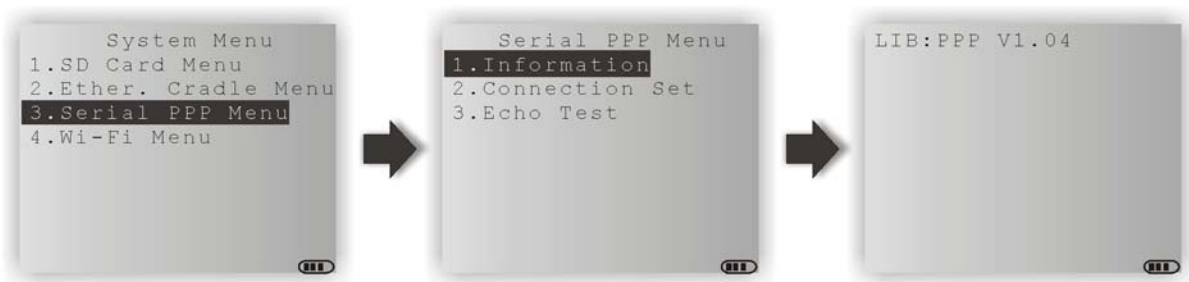 System Menu
1.SD Card Menu
2.Ether. Cradle Menu
3.Serial PPP Menu
4.Wi-Fi Menu
Serial PPP Menu
1.Information
2.Connection Set
3.Echo Test
LIB:PPP V1.04